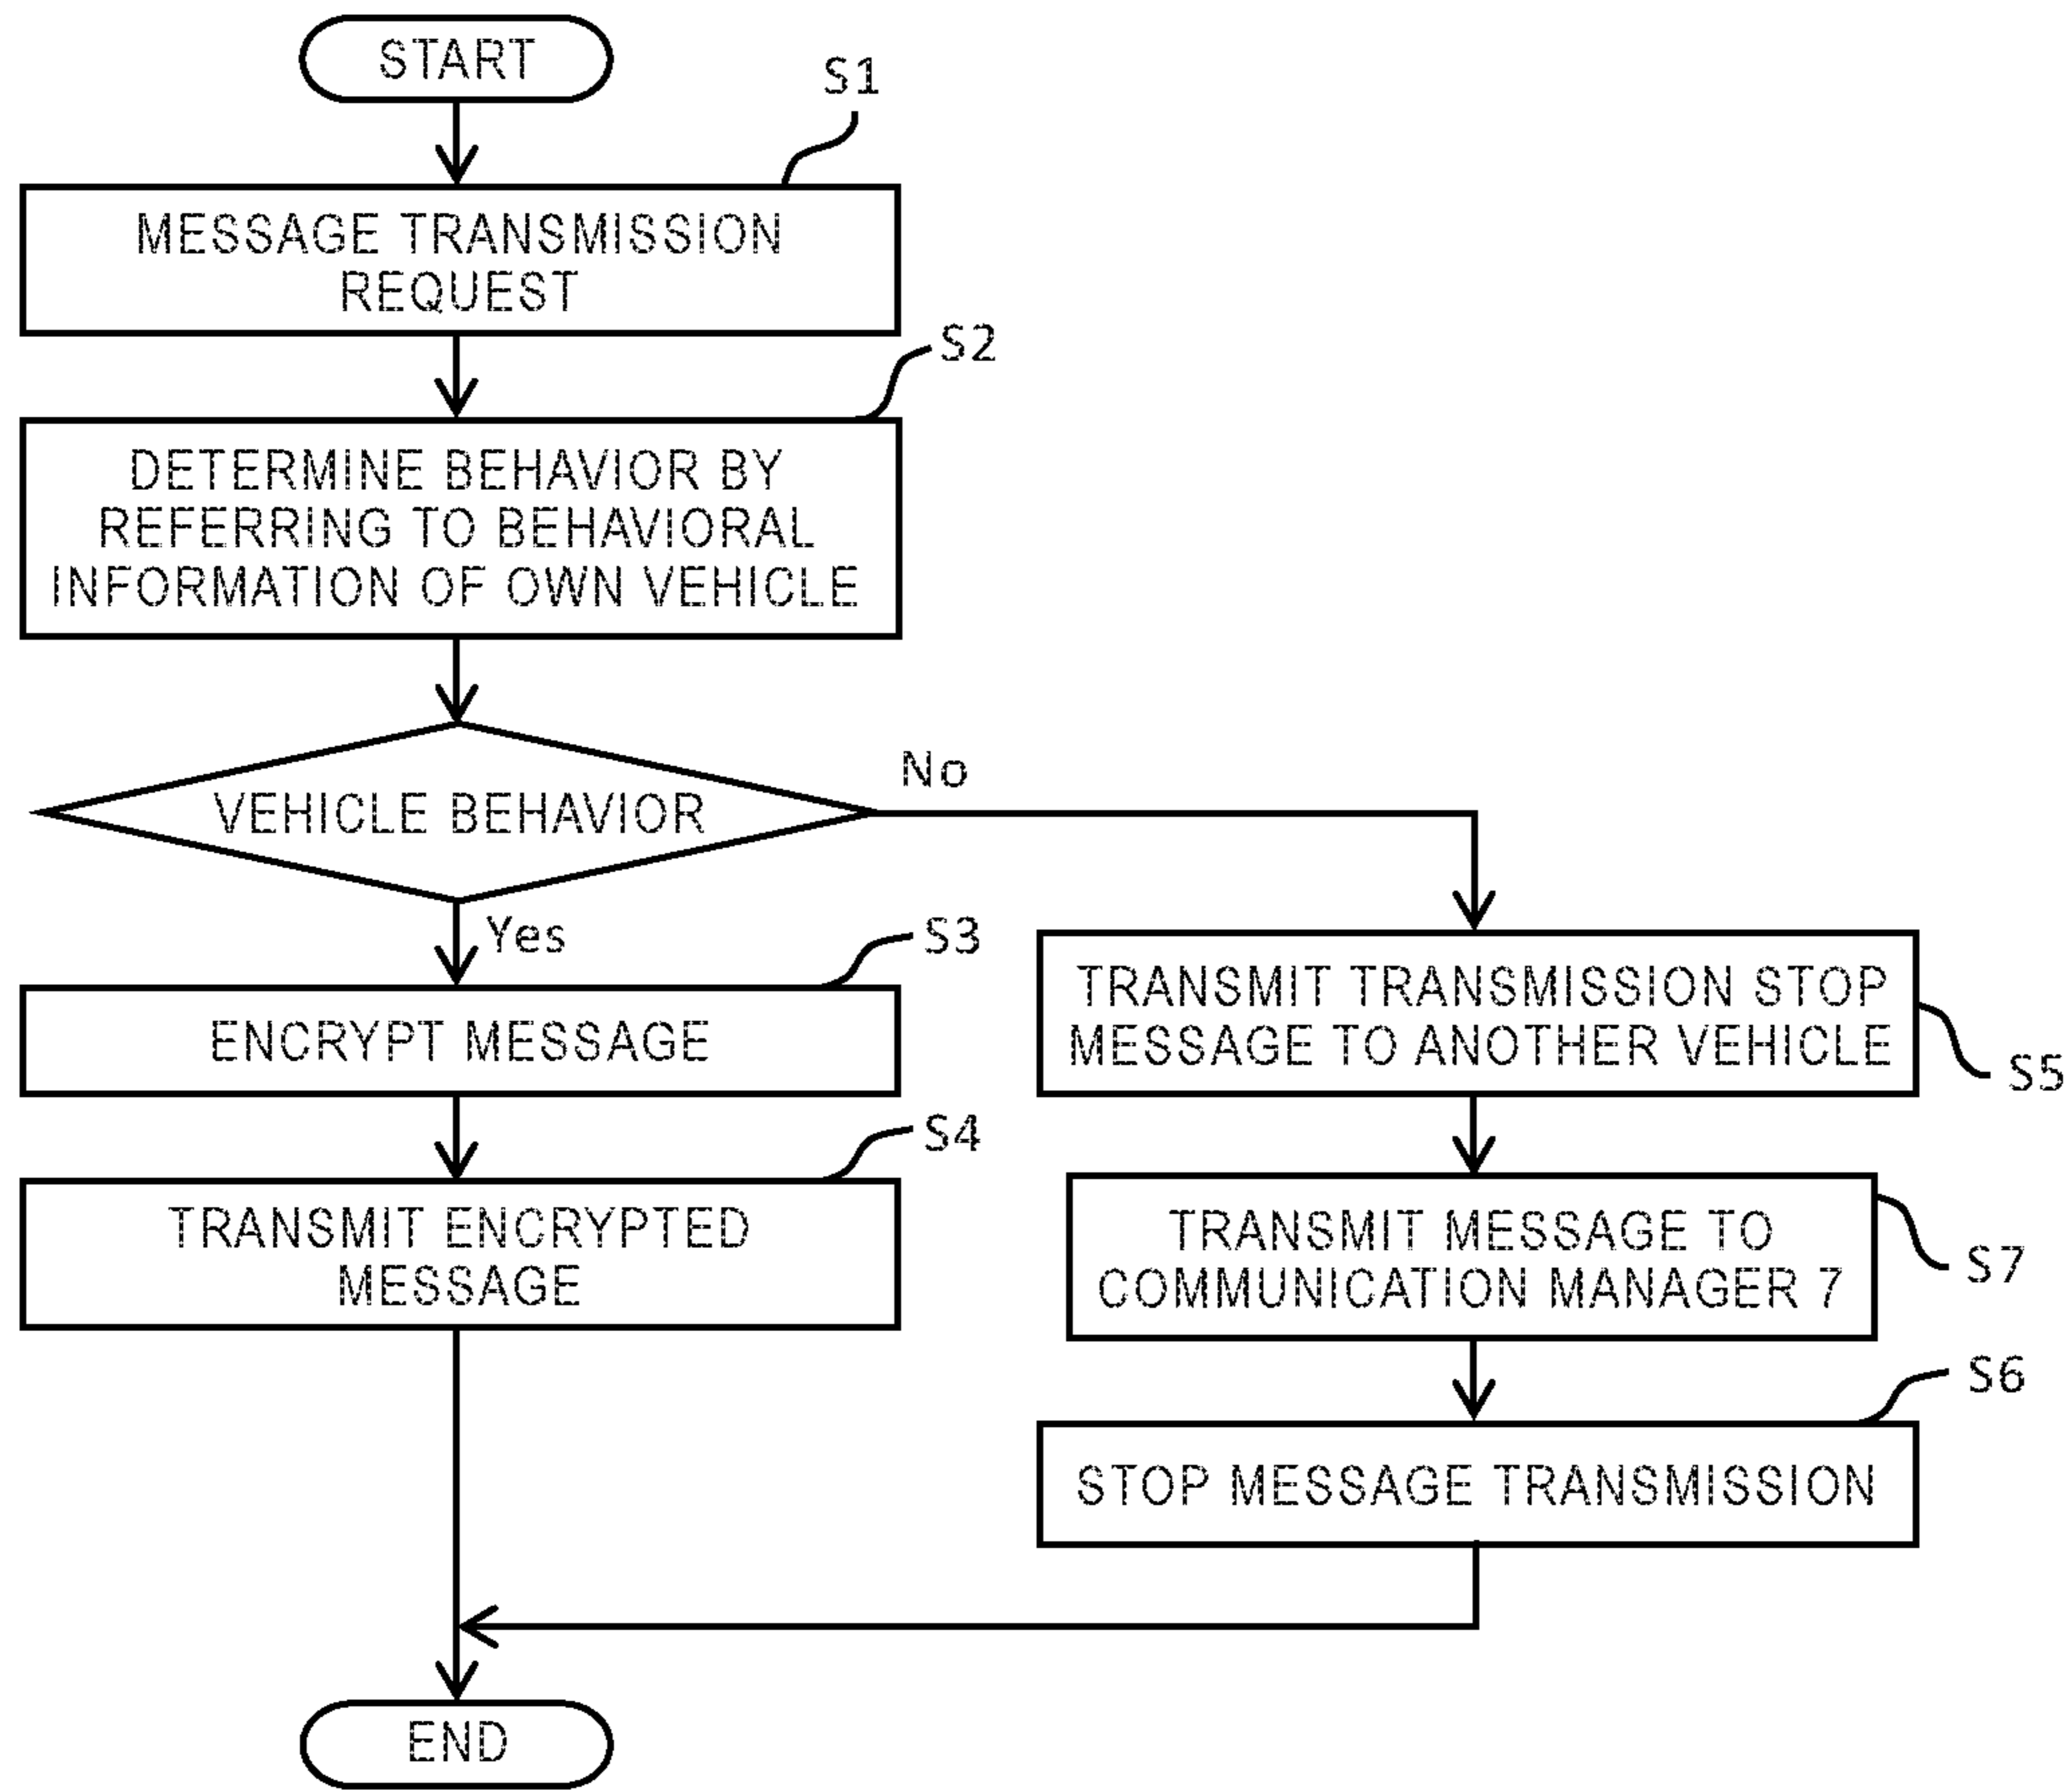 START
S1
MESSAGE TRANSMISSION
REQUEST
S2
DETERMINE BEHAVIOR BY
REFERRING TO BEHAVIORAL
INFORMATION OF OWN VEHICLE
VEHICLE BEHAVIOR
No
Yes
S3
ENCRYPT MESSAGE
S4
TRANSMIT ENCRYPTED
MESSAGE
TRANSMIT TRANSMISSION STOP
MESSAGE TO ANOTHER VEHICLE
S5
TRANSMIT MESSAGE TO
COMMUNICATION MANAGER 7
S7
S6
STOP MESSAGE TRANSMISSION
END